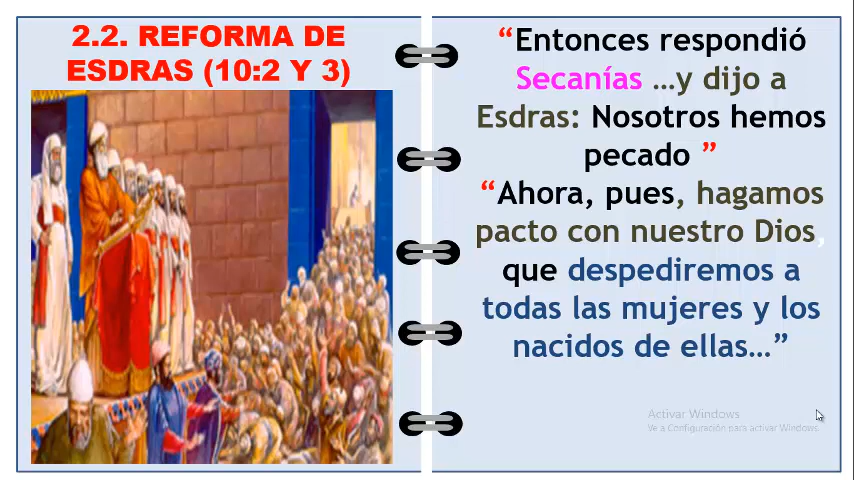 2.2. REFORMA DE
ESDRAS (10:2 Y 3)
“Entonces respondió
Secanías …y dijo a
Esdras: Nosotros hemos
pecado ”
“Ahora, pues, hagamos
pacto con nuestro Dios,
que despediremos a
todas las mujeres y los
nacidos de ellas…”
Activar Windows
Ve a Configuración para activar Windows.